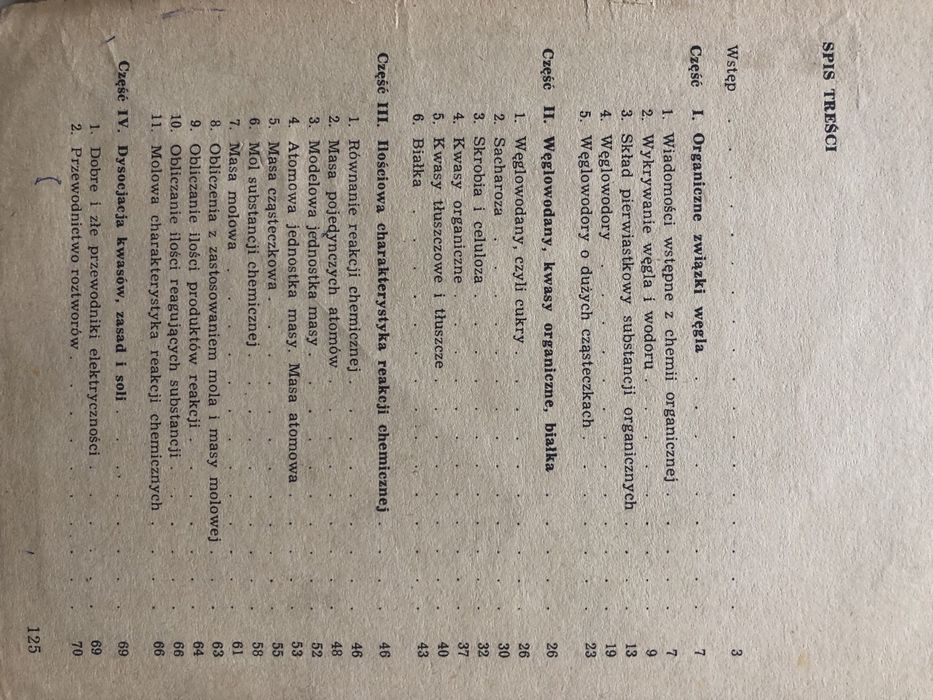 SPIS TREŚCI
Wstęp . . . . . . . . . . 3
Część I. Organiczne związki węgla . . . . . . 7
1. Wiadomości wstępne z chemii organicznej . . . . 7
2. Wykrywanie węgla i wodoru . . . . . . 9
3. Skład pierwiastkowy substancji organicznych . . . 13
4. Węglowodory . . . . . . . . 19
5. Węglowodory o dużych cząsteczkach . . . . . 23
Część II. Węglowodany, kwasy organiczne, białka . . . 26
1. Węglowodany, czyli cukry . . . . . . 26
2. Sacharoza . . . . . . . . 30
3. Skrobia i celuloza . . . . . . . 32
4. Kwasy organiczne . . . . . . . 37
5. Kwasy tłuszczowe i tłuszcze . . . . . . 40
6. Białka . . . . . . . . . 43
Część III. Ilościowa charakterystyka reakcji chemicznej . . . 46
1. Równanie reakcji chemicznej . . . . . . 46
2. Masa pojedynczych atomów . . . . . . 48
3. Modelowa jednostka masy . . . . . . 52
4. Atomowa jednostka masy. Masa atomowa . . . . 53
5. Masa cząsteczkowa . . . . . . . 55
6. Mol substancji chemicznej . . . . . . 58
7. Masa molowa . . . . . . . . 61
8. Obliczenia z zastosowaniem mola i masy molowej . . 63
9. Obliczanie ilości produktów reakcji . . . . . 64
10. Obliczanie ilości reagujących substancji . . . . 66
11. Molowa charakterystyka reakcji chemicznych . . . 66
Część IV. Dysocjacja kwasów, zasad i soli . . . . . 69
1. Dobre i złe przewodniki elektryczności . . . . 69
2. Przewodnictwo roztworów . . . . . . 70
125